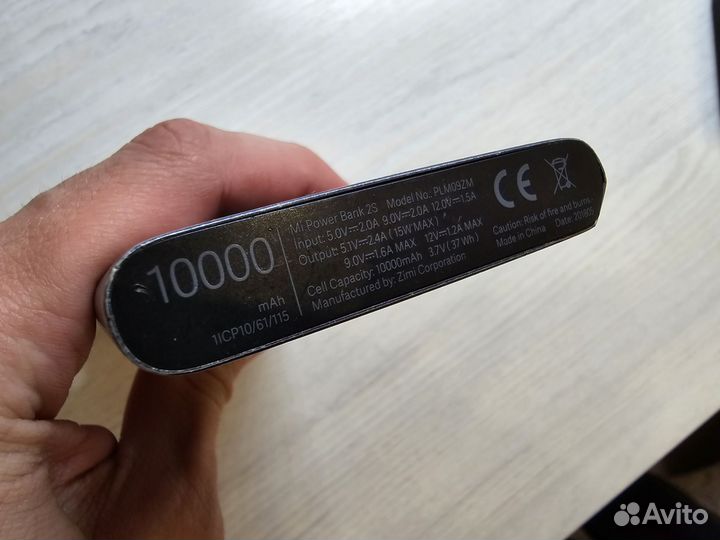 10000
mAh
1ICP10/61/115
Mi Power Bank 2S Model No.: PLM09ZM
Input: 5.0V⎓2.0A 9.0V⎓2.0A 12.0V⎓1.5A
Output: 5.1V⎓2.4A (15W MAX)
9.0V⎓1.6A MAX 12V⎓1.2A MAX
Cell Capacity: 10000mAh 3.7V (37Wh)
Manufactured by: Zimi Corporation
CE
Caution: Risk of fire and burns.
Made in China Date: 201805
Avito